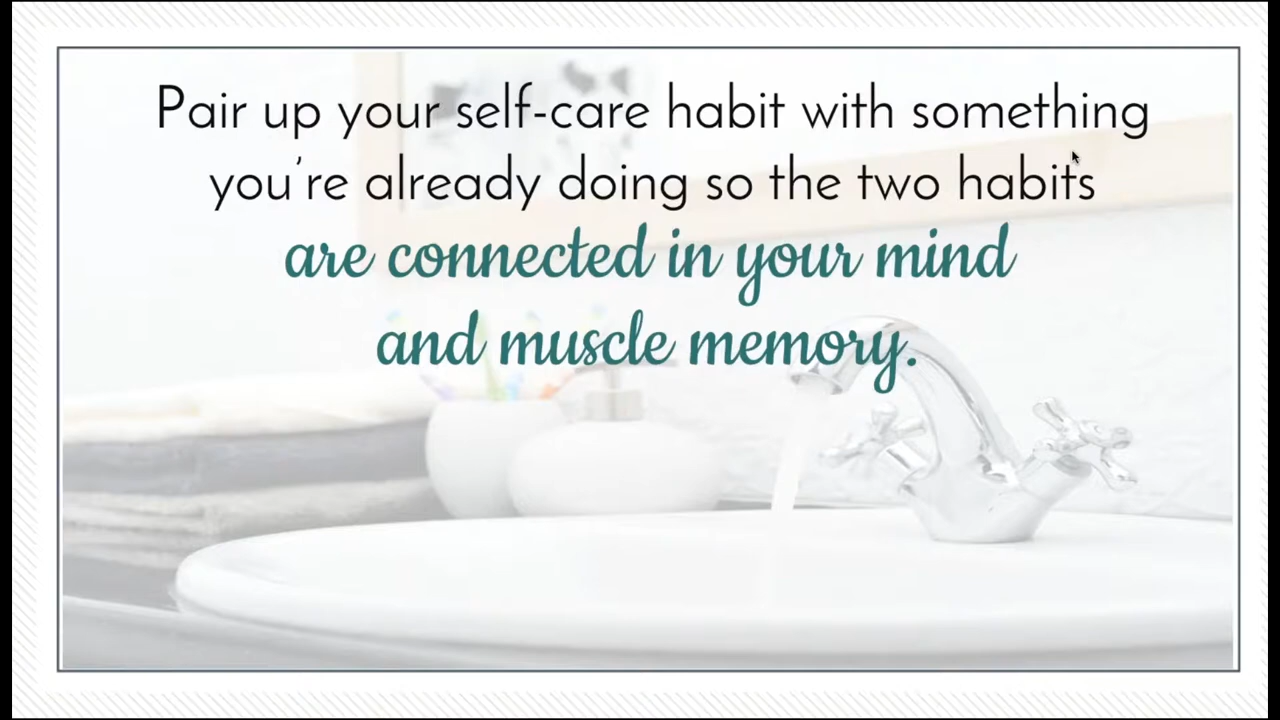 Pair up your self-care habit with something
you're already doing so the two habits
are connected in your mind
and muscle memory.